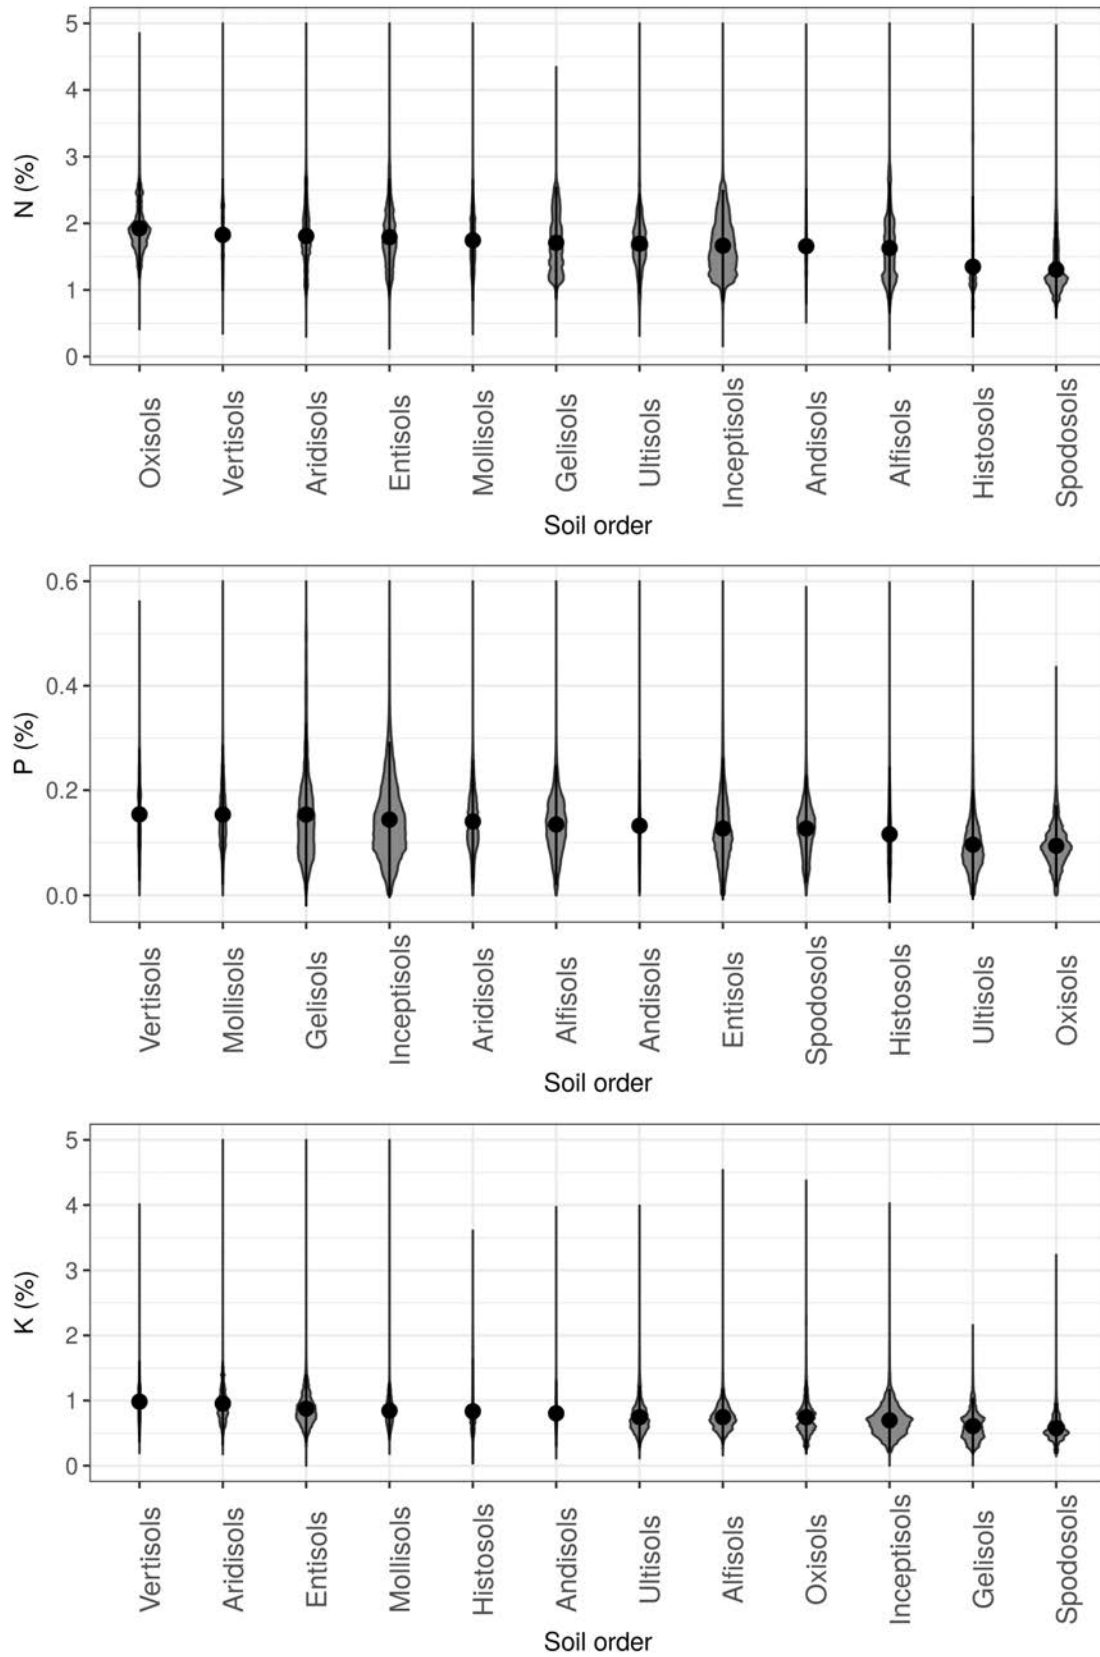 5
4
3
2
1
0
N (%)
Oxisols
Vertisols
Aridisols
Entisols
Mollisols
Gelisols
Ultisols
Inceptisols
Andisols
Alfisols
Histosols
Spodosols
Soil order
0.6
0.4
0.2
0.0
P (%)
Vertisols
Mollisols
Gelisols
Inceptisols
Aridisols
Alfisols
Andisols
Entisols
Spodosols
Histosols
Ultisols
Oxisols
Soil order
5
4
3
2
1
0
K (%)
Vertisols
Aridisols
Entisols
Mollisols
Histosols
Andisols
Ultisols
Alfisols
Oxisols
Inceptisols
Gelisols
Spodosols
Soil order